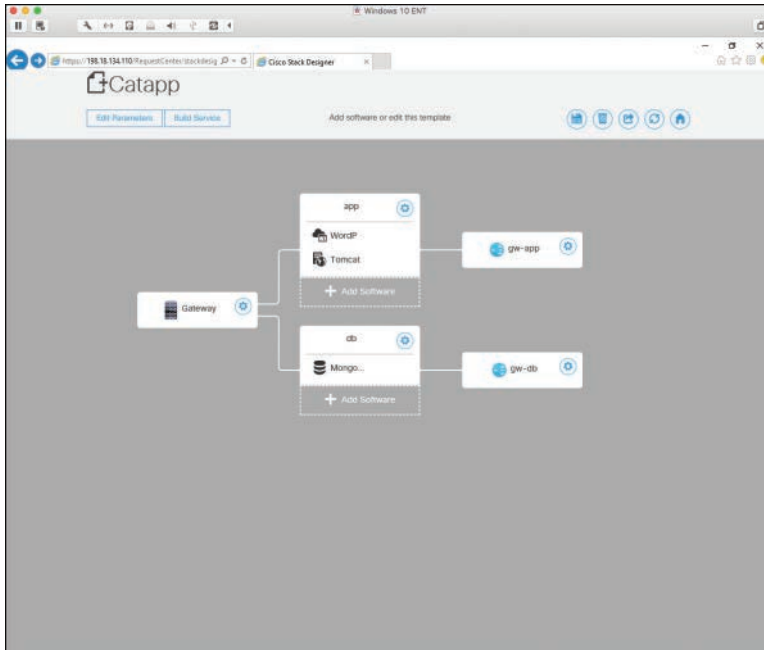 Windows 10 ENT
https://198.18.134.110/RequestCenter/stackdesig
Cisco Stack Designer
Catapp
Edit Parameters
Build Service
Add software or edit this template
app
WordP
Tomcat
+ Add Software
gw-app
Gateway
db
Mongo...
+ Add Software
gw-db